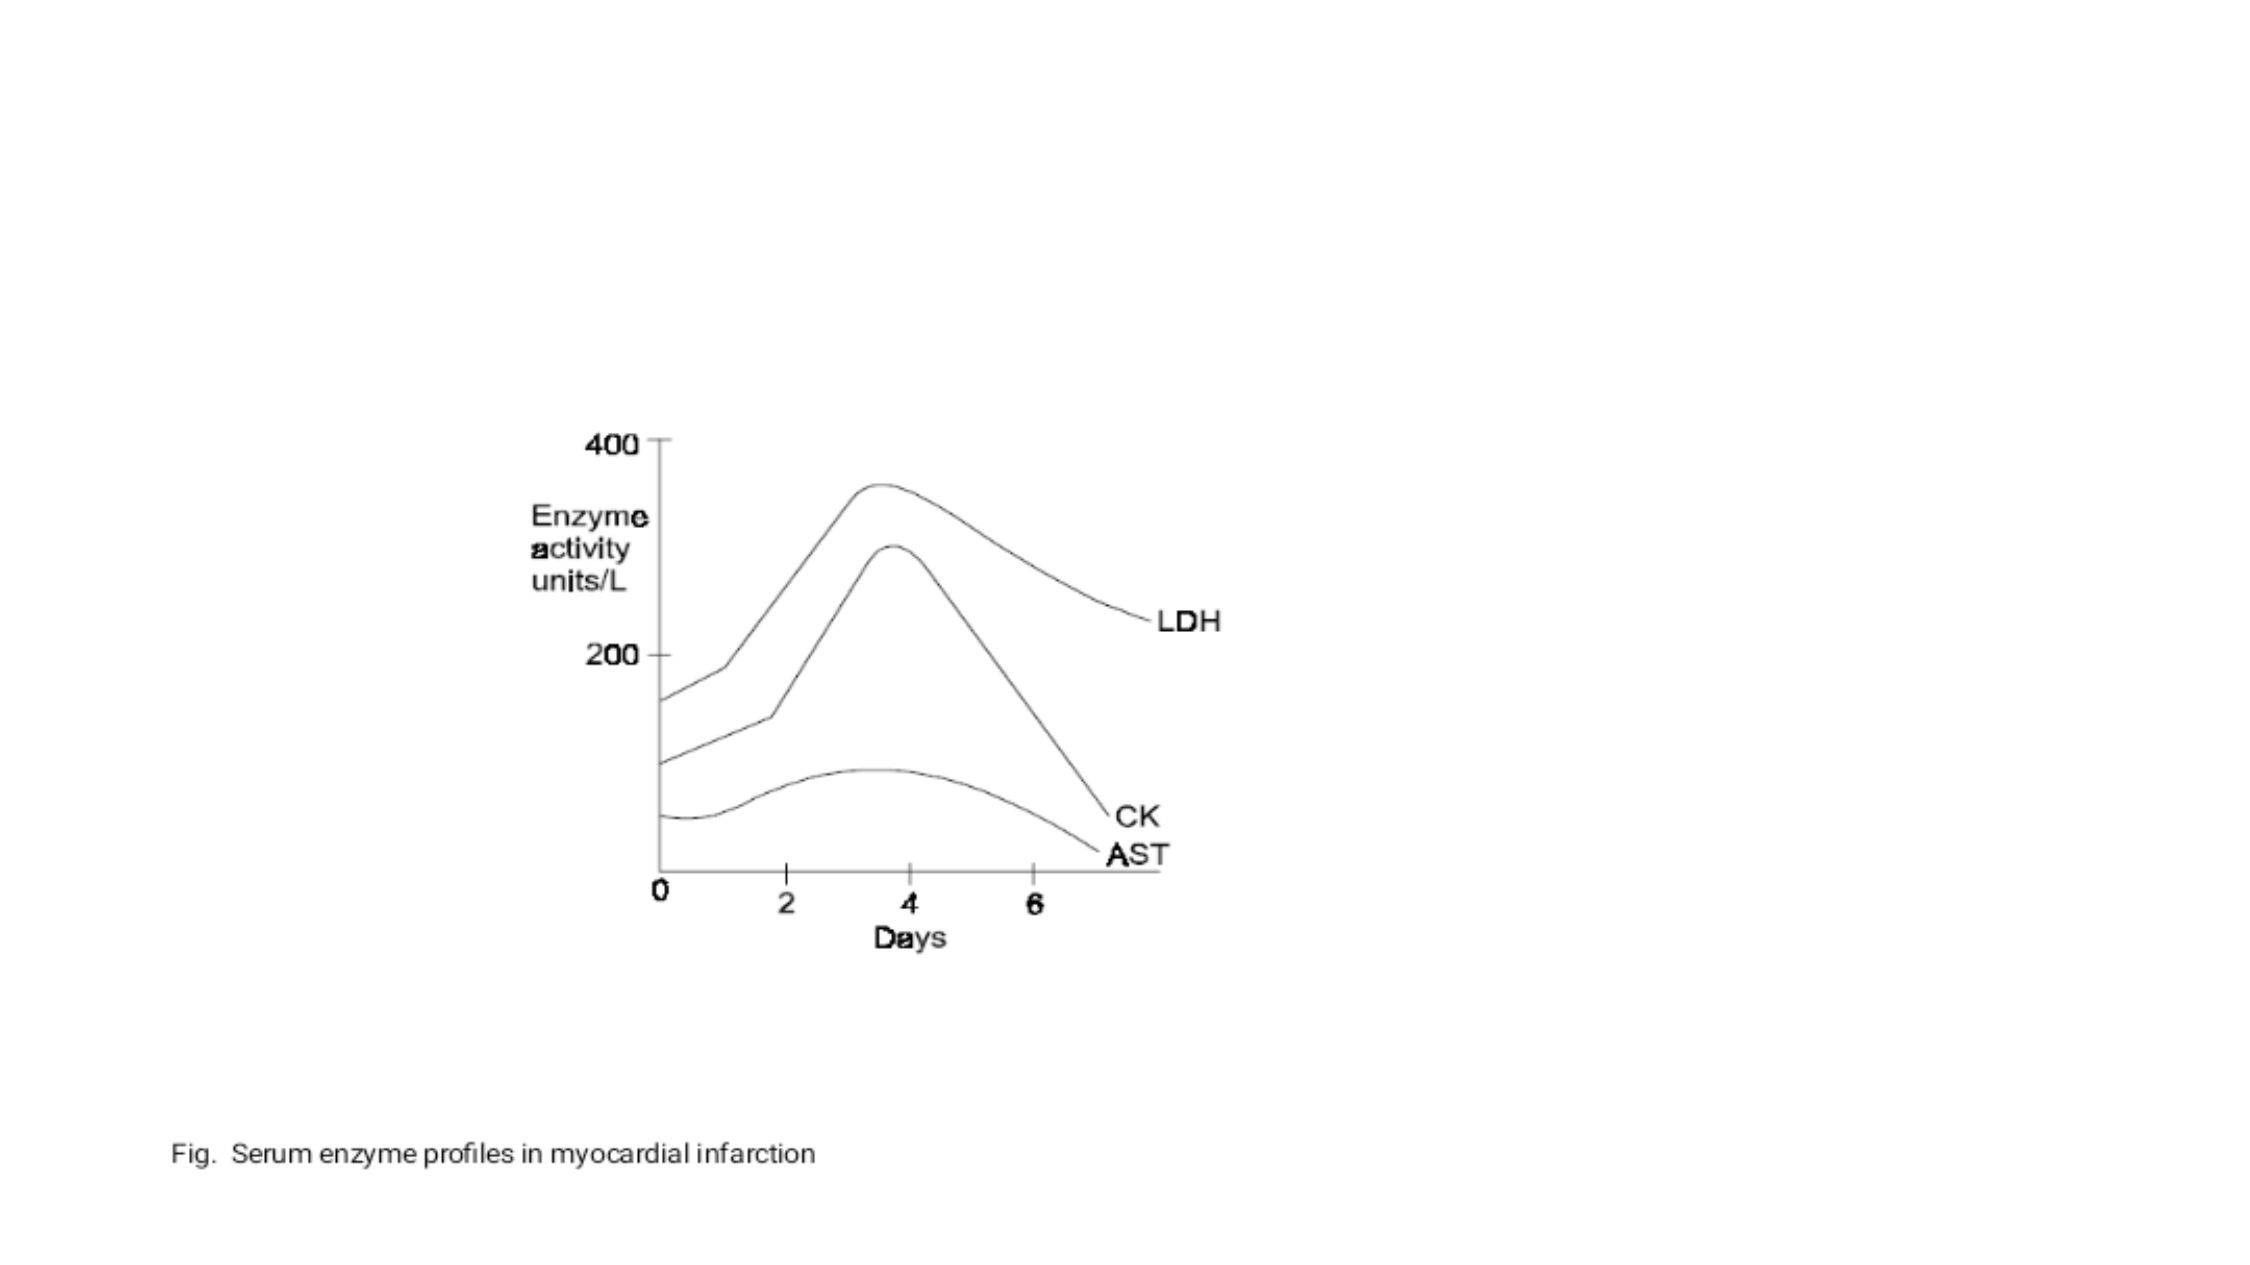 400
Enzyme
activity
units/L
200
LDH
CK
AST
0
2 4 6
Days
Fig. Serum enzyme profiles in myocardial infarction